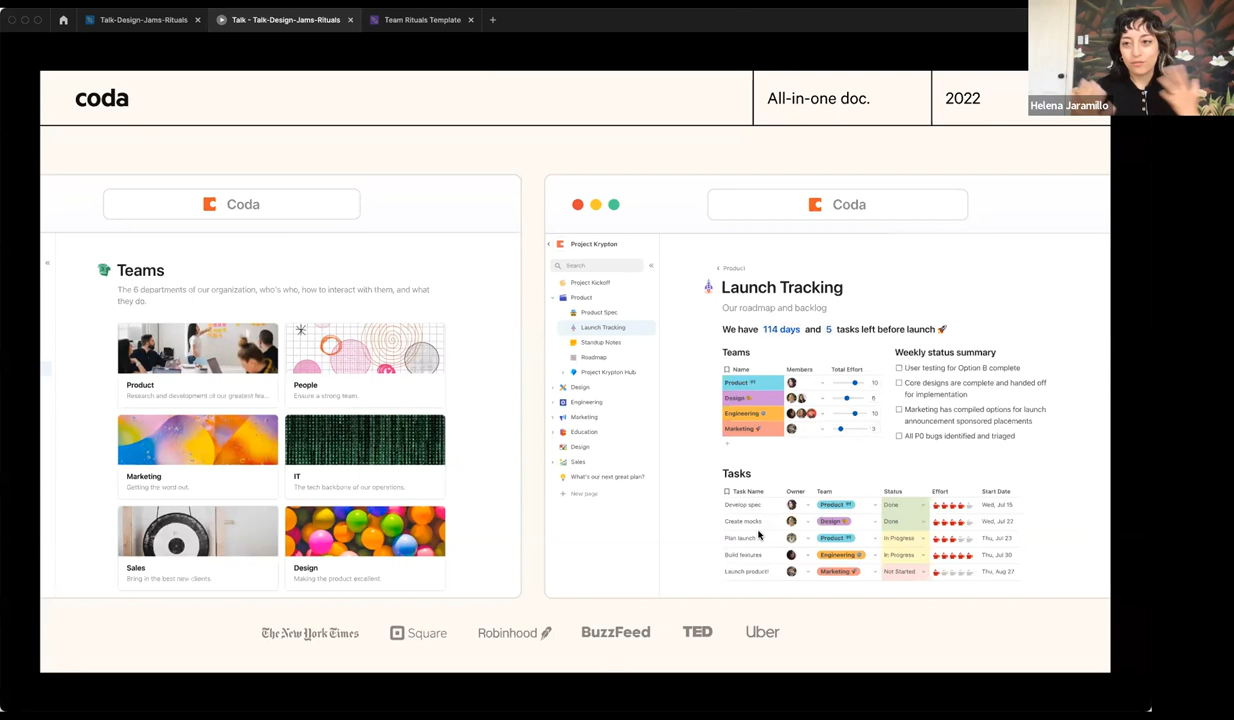 Talk-Design-Jams-Rituals
Talk - Talk-Design-Jams-Rituals
Team Rituals Template
Helena Jaramillo
coda
All-in-one doc.
2022
Coda
Teams
The 6 departments of our organization, who's who, how to interact with them, and what
they do.
Product
Research and development of our greatest fea...
People
Ensure a strong team.
Marketing
Getting the word out.
IT
The tech backbone of our operations.
Sales
Bring in the best new clients.
Design
Making the product excellent.
Coda
Project Krypton
Search
Project Kickoff
Product
Product Spec
Launch Tracking
Standup Notes
Roadmap
Project Krypton Hub
Design
Engineering
Marketing
Education
Design
Sales
What's our next great plan?
New page
Product
Launch Tracking
Our roadmap and backlog
We have 114 days and 5 tasks left before launch
Teams
Name Members Total Effort
Product 10
Design 6
Engineering 10
Marketing 3
Weekly status summary
User testing for Option B complete
Core designs are complete and handed off
for implementation
Marketing has compiled options for launch
announcement sponsored placements
All P0 bugs identified and triaged
Tasks
Task Name Owner Team Status Effort Start Date
Develop spec Product Done Wed, Jul 15
Create mocks Design Done Wed, Jul 22
Plan launch Product In Progress Thu, Jul 23
Build features Engineering In Progress Thu, Jul 30
Launch product! Marketing Not Started Thu, Aug 27
The New York Times
Square
Robinhood
BuzzFeed
TED
Uber